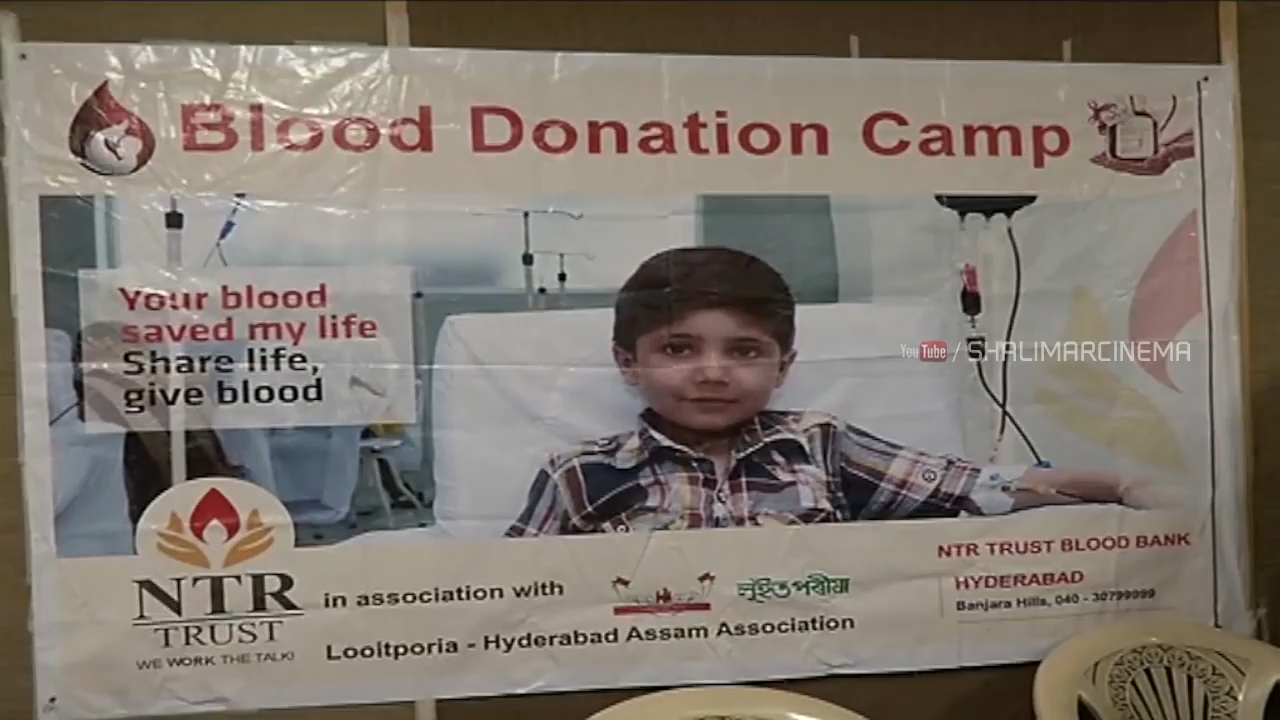 Blood Donation Camp
Your blood
saved my life
Share life,
give blood
YouTube / SHALIMARCINEMA
NTR
TRUST
WE WORK THE TALK!
in association with
লুইতপৰীয়া
Looitporia - Hyderabad Assam Association
NTR TRUST BLOOD BANK
HYDERABAD
Banjara Hills, 040 - 30799999